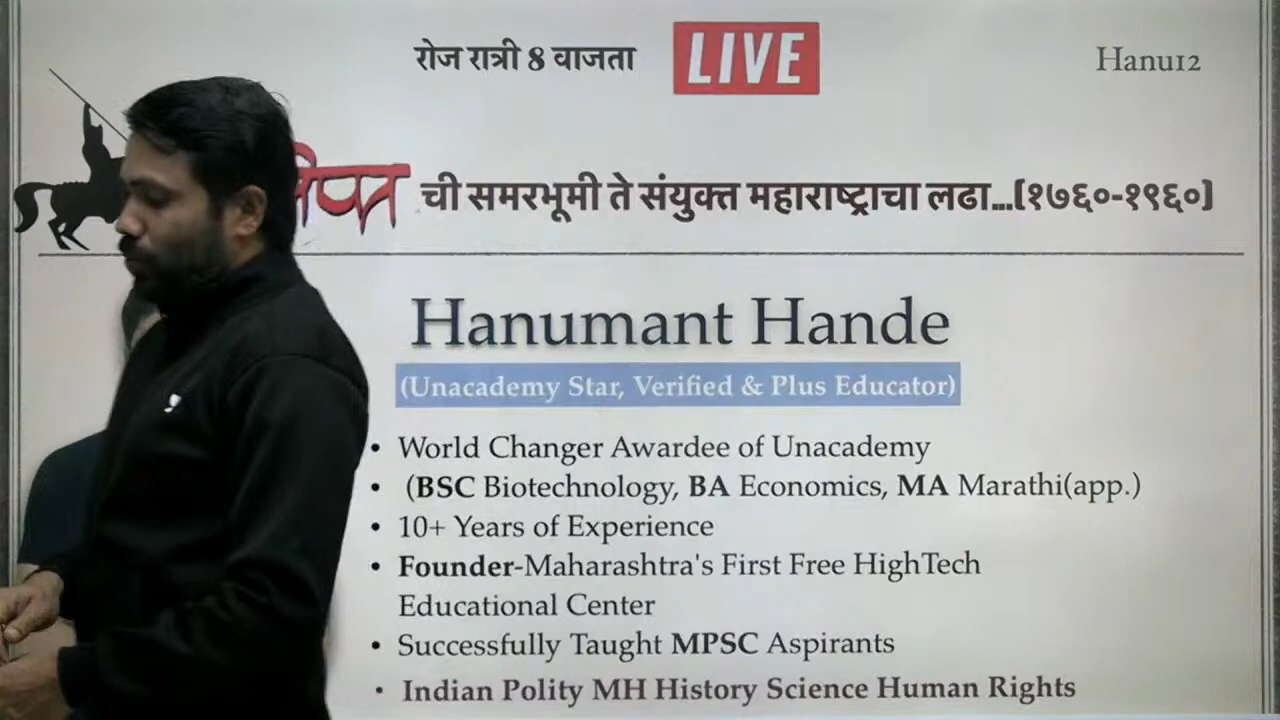 रोज रात्री 8 वाजता
LIVE
Hanu12
ची समरभूमी ते संयुक्त महाराष्ट्राचा लढा...(१७६०-१९६०)
Hanumant Hande
(Unacademy Star, Verified & Plus Educator)
• World Changer Awardee of Unacademy
• (BSC Biotechnology, BA Economics, MA Marathi(app.)
• 10+ Years of Experience
• Founder-Maharashtra's First Free HighTech
Educational Center
• Successfully Taught MPSC Aspirants
• Indian Polity MH History Science Human Rights